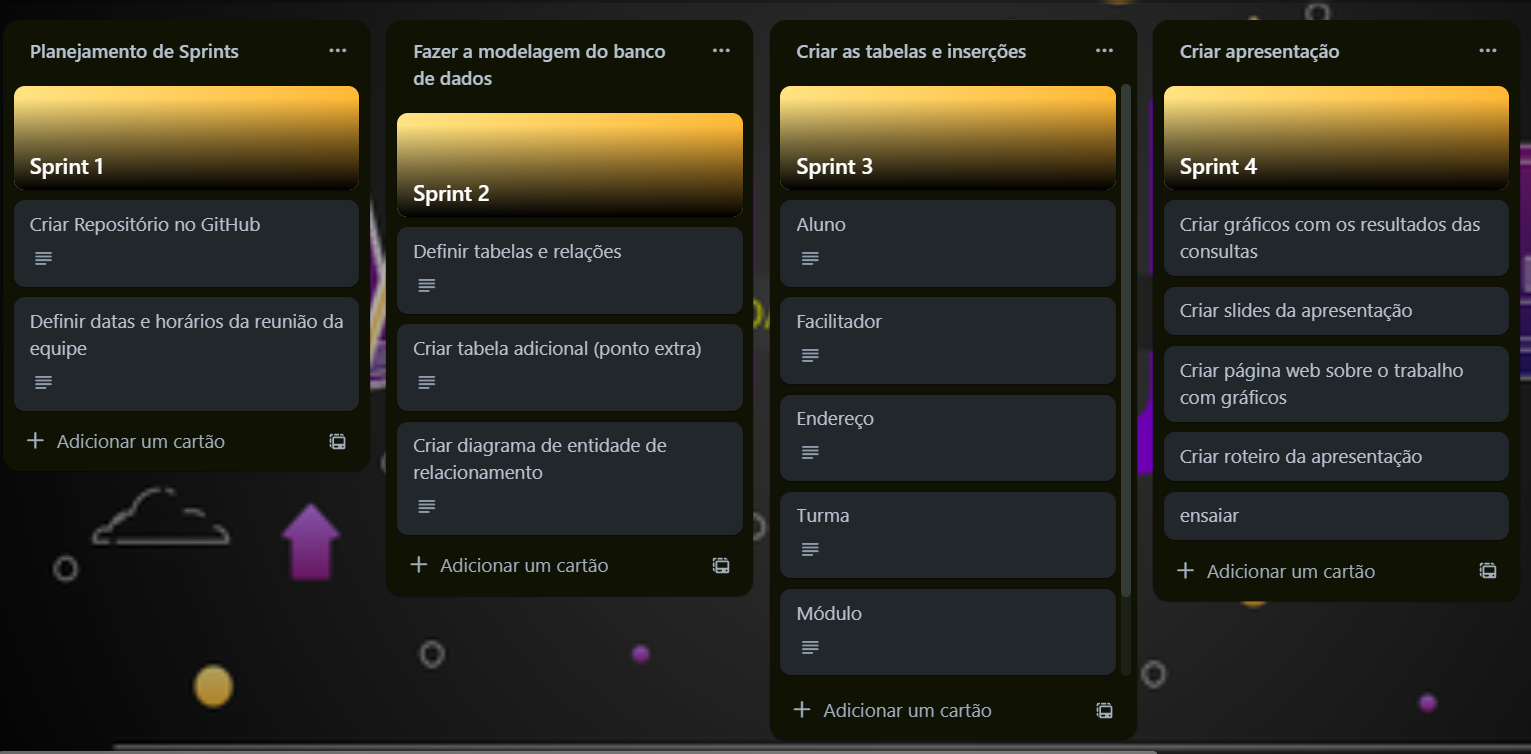 Planejamento de Sprints
Sprint 1
Criar Repositório no GitHub
Definir datas e horários da reunião da
equipe
Adicionar um cartão
Fazer a modelagem do banco
de dados
Sprint 2
Definir tabelas e relações
Criar tabela adicional (ponto extra)
Criar diagrama de entidade de
relacionamento
Adicionar um cartão
Criar as tabelas e inserções
Sprint 3
Aluno
Facilitador
Endereço
Turma
Módulo
Adicionar um cartão
Criar apresentação
Sprint 4
Criar gráficos com os resultados das
consultas
Criar slides da apresentação
Criar página web sobre o trabalho
com gráficos
Criar roteiro da apresentação
ensaiar
Adicionar um cartão